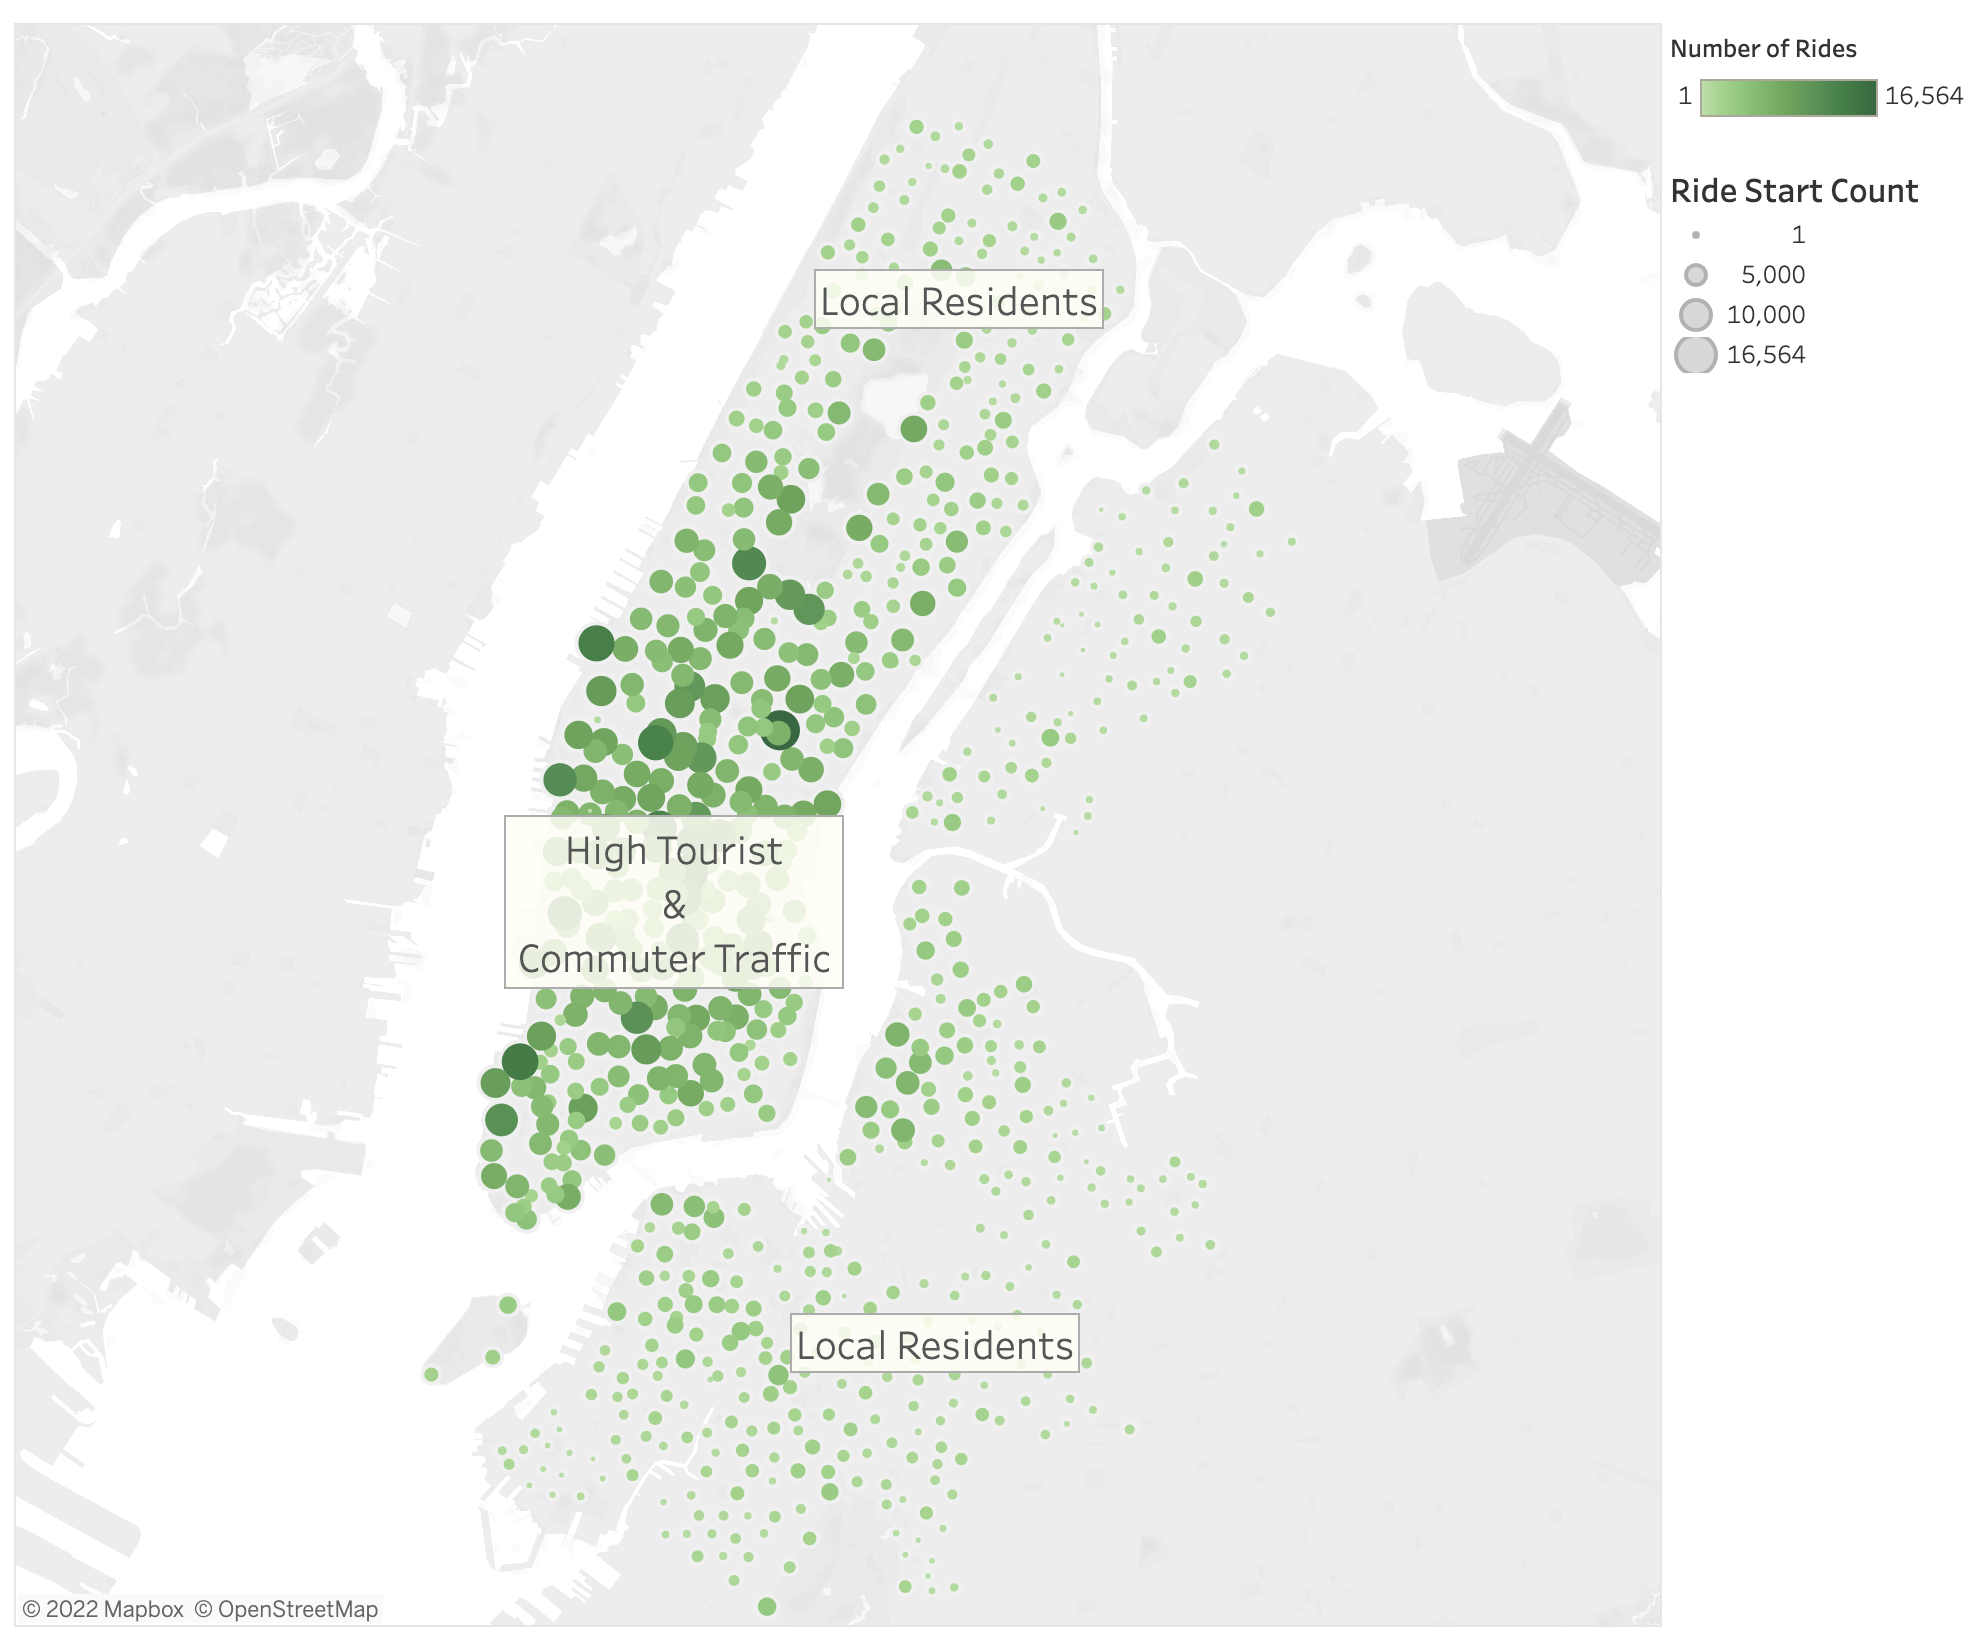 Number of Rides
1 16,564
Ride Start Count
1
5,000
10,000
16,564
Local Residents
High Tourist
&
Commuter Traffic
Local Residents
© 2022 Mapbox © OpenStreetMap